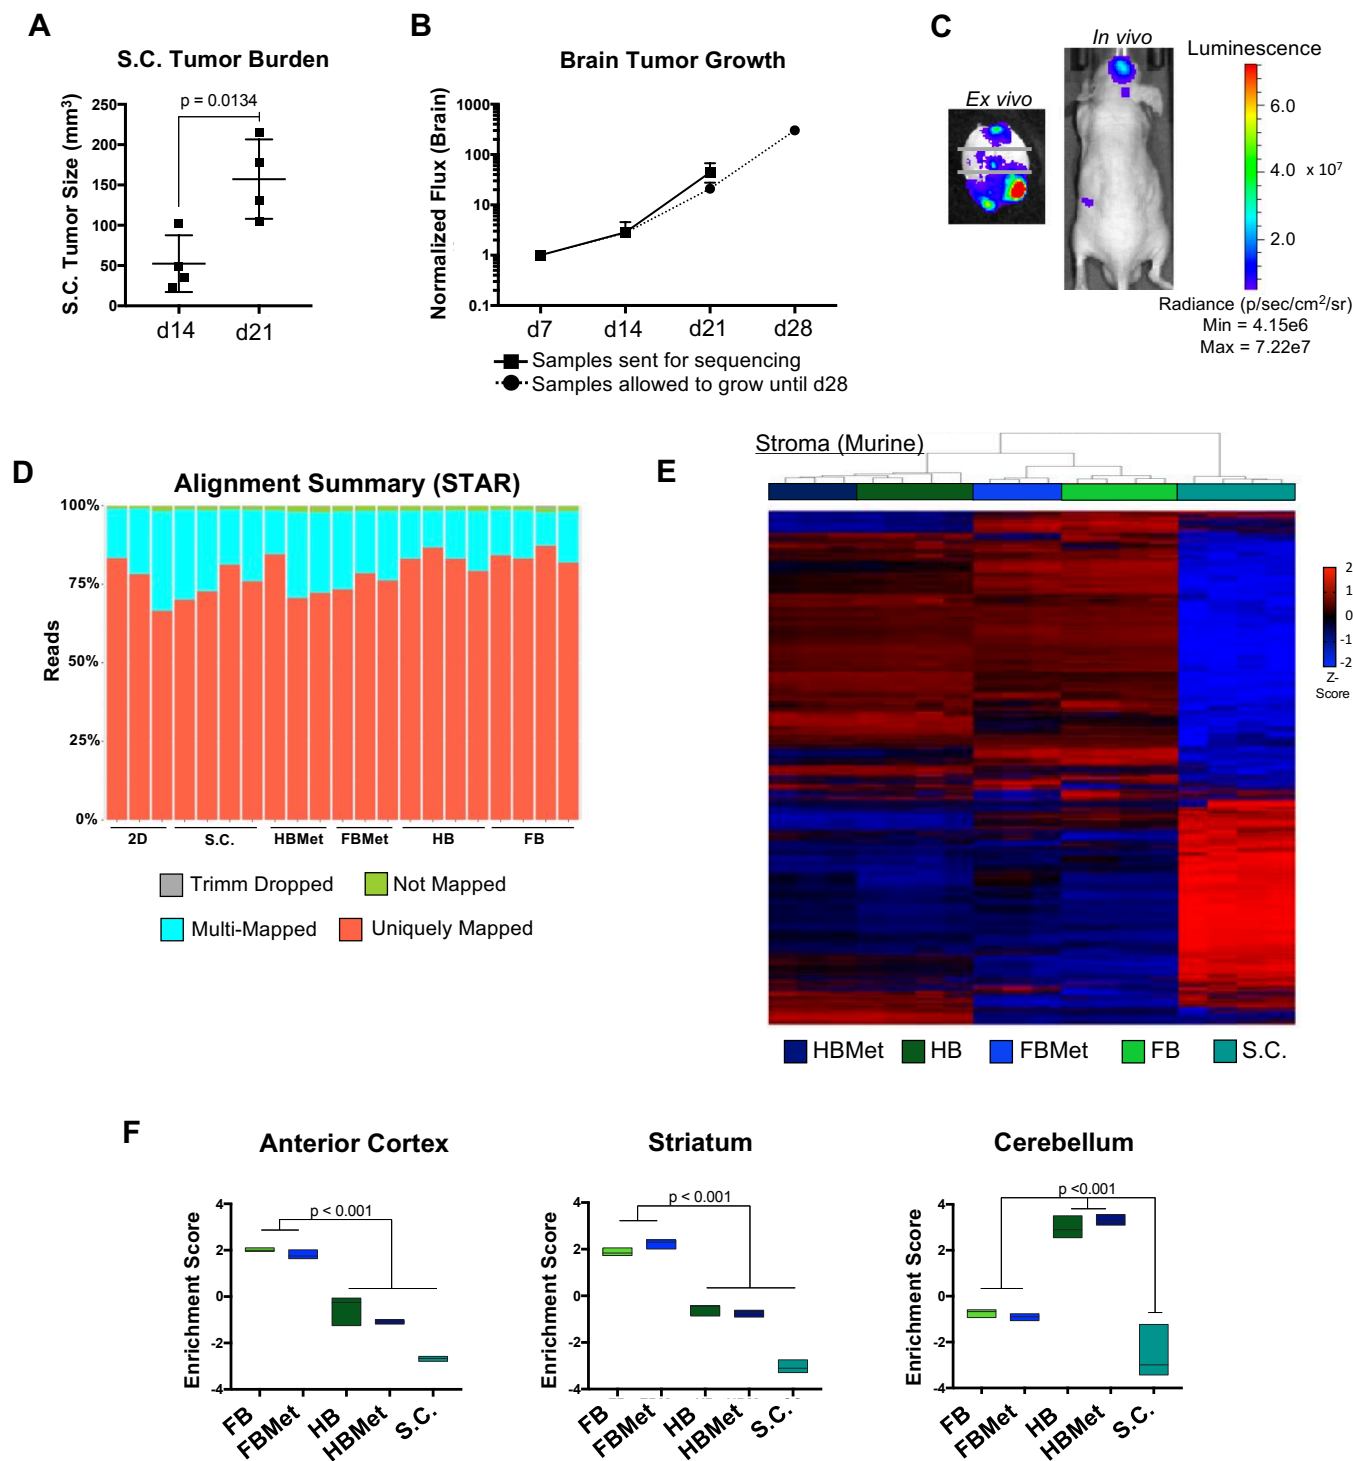 A
S.C. Tumor Burden
p = 0.0134
S.C. Tumor Size (mm³)
250
200
150
100
50
0
d14
d21
B
Brain Tumor Growth
Normalized Flux (Brain)
1000
100
10
1
0.1
d7
d14
d21
d28
Samples sent for sequencing
Samples allowed to grow until d28
C
Ex vivo
In vivo
Luminescence
6.0
4.0
x 10⁷
2.0
Radiance (p/sec/cm²/sr)
Min = 4.15e6
Max = 7.22e7
D
Alignment Summary (STAR)
Reads
100%
75%
50%
25%
0%
2D
S.C.
HBMet
FBMet
HB
FB
Trimm Dropped
Not Mapped
Multi-Mapped
Uniquely Mapped
E
Stroma (Murine)
2
1
0
-1
-2
Z-
Score
HBMet
HB
FBMet
FB
S.C.
F
Anterior Cortex
p < 0.001
Enrichment Score
4
2
0
-2
-4
FB
FBMet
HB
HBMet
S.C.
Striatum
p < 0.001
Enrichment Score
4
2
0
-2
-4
FB
FBMet
HB
HBMet
S.C.
Cerebellum
p <0.001
Enrichment Score
4
2
0
-2
-4
FB
FBMet
HB
HBMet
S.C.